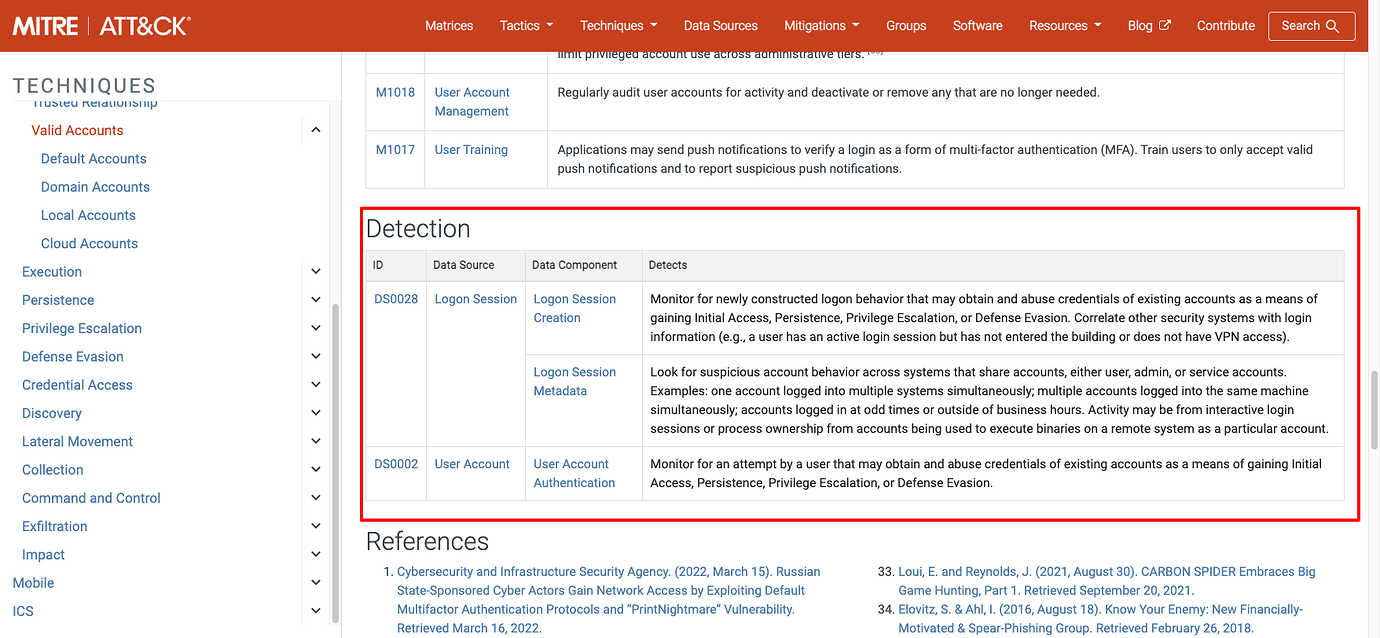 MITRE | ATT&CK®
Matrices Tactics Techniques Data Sources Mitigations Groups Software Resources Blog Contribute Search
TECHNIQUES
Trusted Relationship
Valid Accounts
Default Accounts
Domain Accounts
Local Accounts
Cloud Accounts
Execution
Persistence
Privilege Escalation
Defense Evasion
Credential Access
Discovery
Lateral Movement
Collection
Command and Control
Exfiltration
Impact
Mobile
ICS
limit privileged account use across administrative tiers.
M1018
User Account
Management
Regularly audit user accounts for activity and deactivate or remove any that are no longer needed.
M1017
User Training
Applications may send push notifications to verify a login as a form of multi-factor authentication (MFA). Train users to only accept valid
push notifications and to report suspicious push notifications.
Detection
ID Data Source Data Component Detects
DS0028
Logon Session
Logon Session
Creation
Monitor for newly constructed logon behavior that may obtain and abuse credentials of existing accounts as a means of
gaining Initial Access, Persistence, Privilege Escalation, or Defense Evasion. Correlate other security systems with login
information (e.g., a user has an active login session but has not entered the building or does not have VPN access).
Logon Session
Metadata
Look for suspicious account behavior across systems that share accounts, either user, admin, or service accounts.
Examples: one account logged into multiple systems simultaneously; multiple accounts logged into the same machine
simultaneously; accounts logged in at odd times or outside of business hours. Activity may be from interactive login
sessions or process ownership from accounts being used to execute binaries on a remote system as a particular account.
DS0002
User Account
User Account
Authentication
Monitor for an attempt by a user that may obtain and abuse credentials of existing accounts as a means of gaining Initial
Access, Persistence, Privilege Escalation, or Defense Evasion.
References
1. Cybersecurity and Infrastructure Security Agency. (2022, March 15). Russian
State-Sponsored Cyber Actors Gain Network Access by Exploiting Default
Multifactor Authentication Protocols and “PrintNightmare” Vulnerability.
Retrieved March 16, 2022.
33. Loui, E. and Reynolds, J. (2021, August 30). CARBON SPIDER Embraces Big
Game Hunting, Part 1. Retrieved September 20, 2021.
34. Elovitz, S. & Ahl, I. (2016, August 18). Know Your Enemy: New Financially-
Motivated & Spear-Phishing Group. Retrieved February 26, 2018.